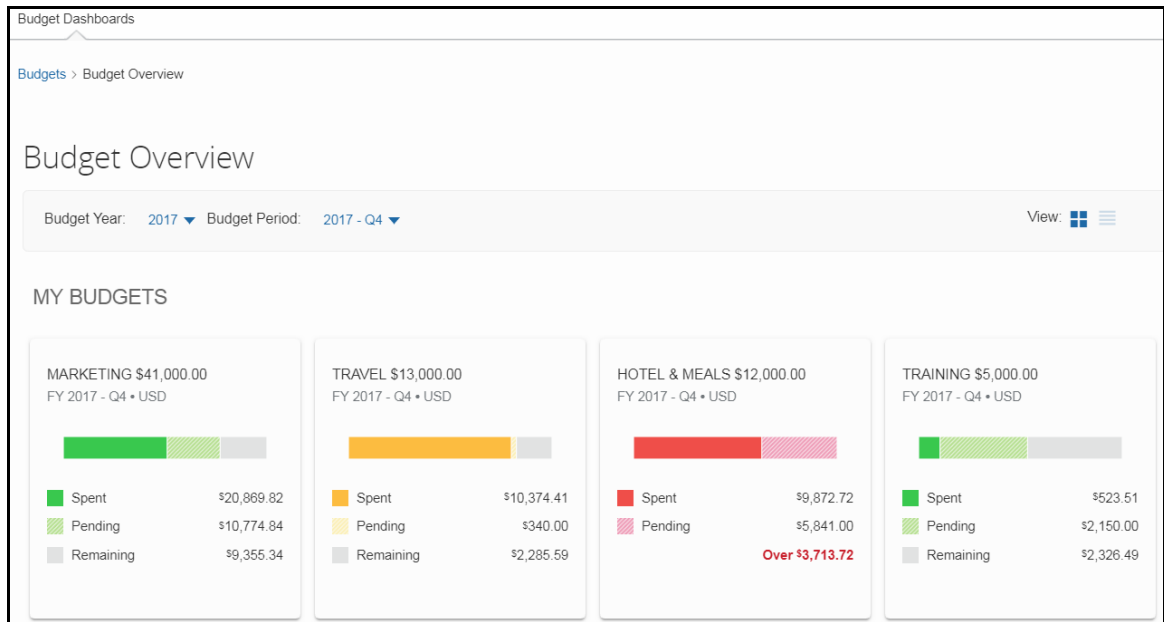 Budget Dashboards
Budgets > Budget Overview
Budget Overview
Budget Year: 2017 Budget Period: 2017 - Q4 View:
MY BUDGETS
MARKETING $41,000.00
FY 2017 - Q4 • USD
Spent $20,869.82
Pending $10,774.84
Remaining $9,355.34
TRAVEL $13,000.00
FY 2017 - Q4 • USD
Spent $10,374.41
Pending $340.00
Remaining $2,285.59
HOTEL & MEALS $12,000.00
FY 2017 - Q4 • USD
Spent $9,872.72
Pending $5,841.00
Over $3,713.72
TRAINING $5,000.00
FY 2017 - Q4 • USD
Spent $523.51
Pending $2,150.00
Remaining $2,326.49